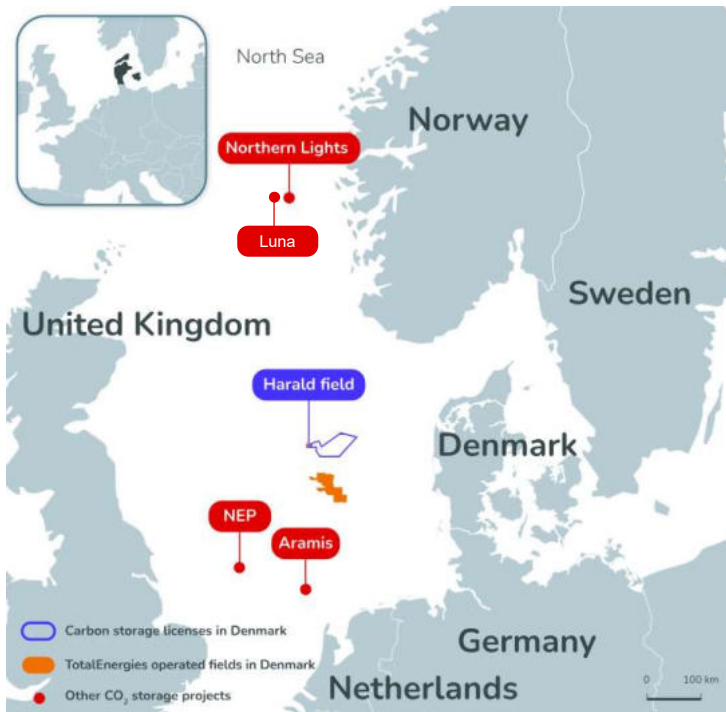 North Sea
Norway
Northern Lights
Luna
Sweden
United Kingdom
Harald field
Denmark
NEP
Aramis
Carbon storage licenses in Denmark
TotalEnergies operated fields in Denmark
Other CO₂ storage projects
Germany
Netherlands
0 100 km